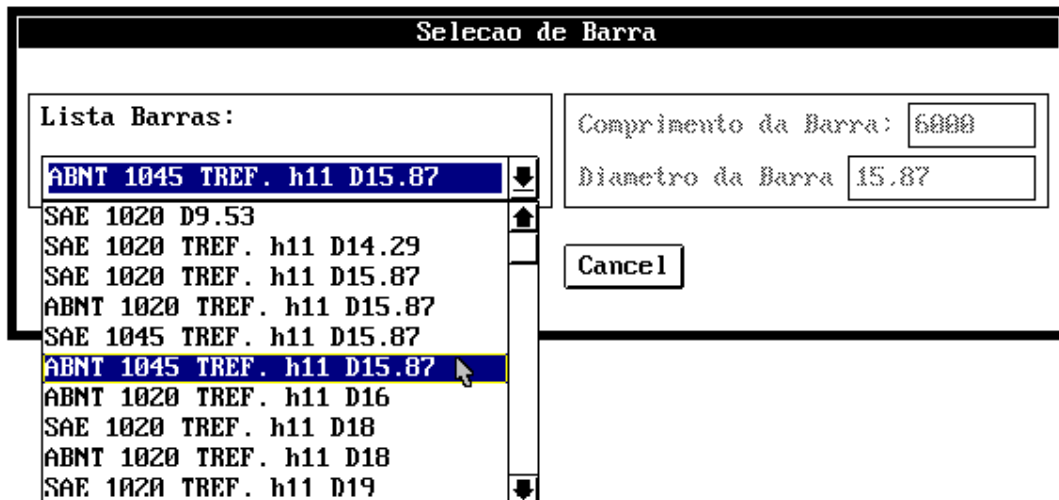 Selecao de Barra
Lista Barras:
ABNT 1045 TREF. h11 D15.87
SAE 1020 D9.53
SAE 1020 TREF. h11 D14.29
SAE 1020 TREF. h11 D15.87
ABNT 1020 TREF. h11 D15.87
SAE 1045 TREF. h11 D15.87
ABNT 1045 TREF. h11 D15.87
ABNT 1020 TREF. h11 D16
SAE 1020 TREF. h11 D18
ABNT 1020 TREF. h11 D18
SAE 1020 TREF. h11 D19
Comprimento da Barra: 6000
Diametro da Barra 15.87
Cancel